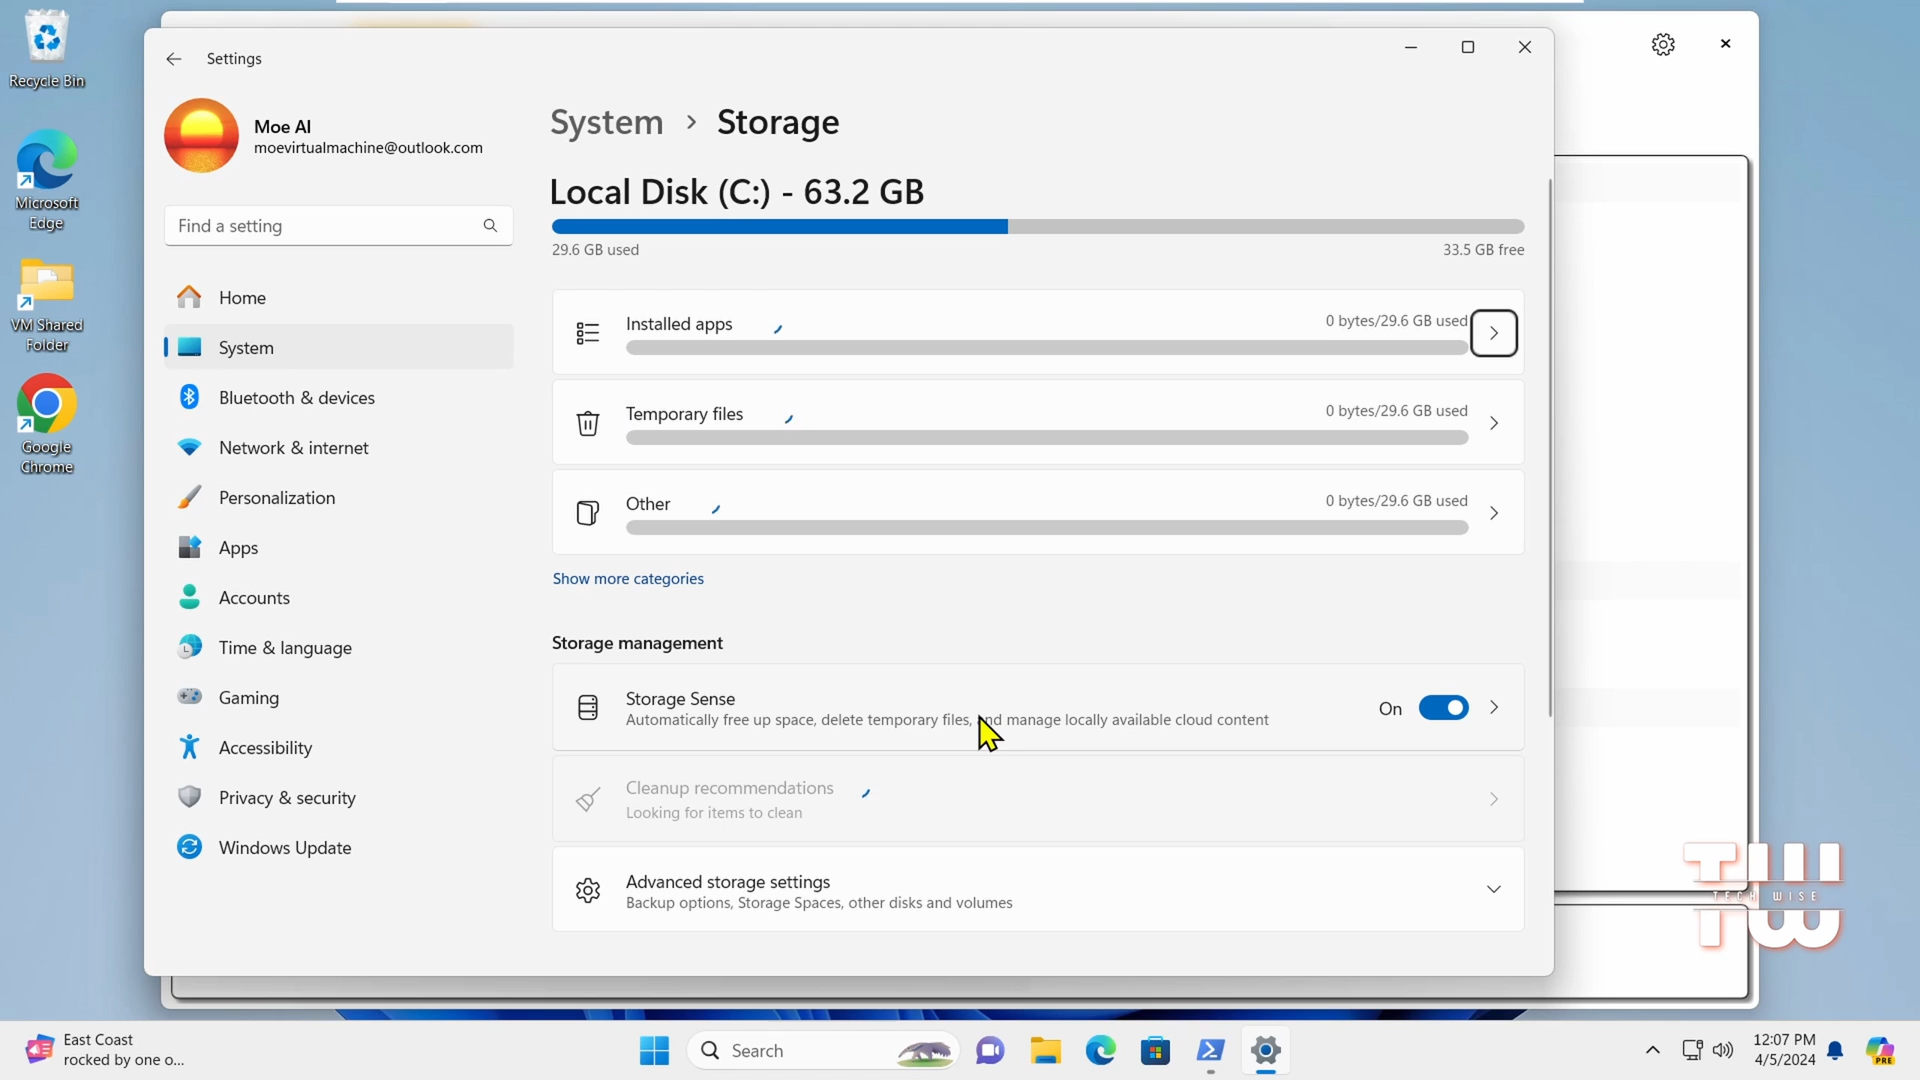 Recycle Bin
Microsoft
Edge
VM Shared
Folder
Google
Chrome
Settings
Moe AI
moevirtualmachine@outlook.com
Find a setting
Home
System
Bluetooth & devices
Network & internet
Personalization
Apps
Accounts
Time & language
Gaming
Accessibility
Privacy & security
Windows Update
System > Storage
Local Disk (C:) - 63.2 GB
29.6 GB used
33.5 GB free
Installed apps
0 bytes/29.6 GB used
Temporary files
0 bytes/29.6 GB used
Other
0 bytes/29.6 GB used
Show more categories
Storage management
Storage Sense
Automatically free up space, delete temporary files, and manage locally available cloud content
On
Cleanup recommendations
Looking for items to clean
Advanced storage settings
Backup options, Storage Spaces, other disks and volumes
TW
TECH WISE
TW
East Coast
rocked by one o...
Search
12:07 PM
4/5/2024
PRE